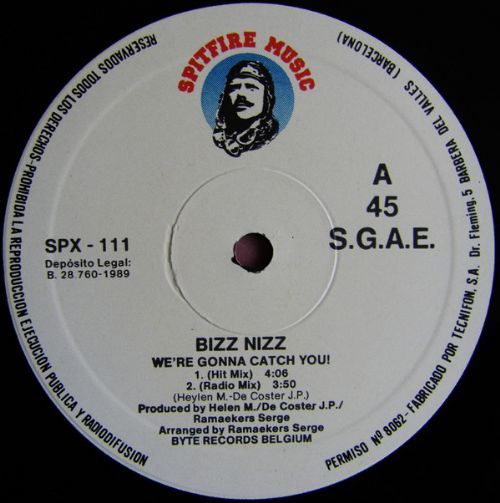 SPITFIRE MUSIC
RESERVADOS TODOS LOS DERECHOS-PROHIBIDA LA REPRODUCCION EJECUCION PUBLICA Y RADIODIFUSION
PERMISO Nº 8062- FABRICADO POR TECNIFON, S.A. Dr. Fleming, 5 BARBERA DEL VALLES (BARCELONA)
A
45
S.G.A.E.
SPX - 111
Depósito Legal:
B. 28.760-1989
BIZZ NIZZ
WE'RE GONNA CATCH YOU!
1. (Hit Mix) 4:06
2. (Radio Mix) 3:50
(Heylen M.-De Coster J.P.)
Produced by Helen M./De Coster J.P./
Ramaekers Serge
Arranged by Ramaekers Serge
BYTE RECORDS BELGIUM